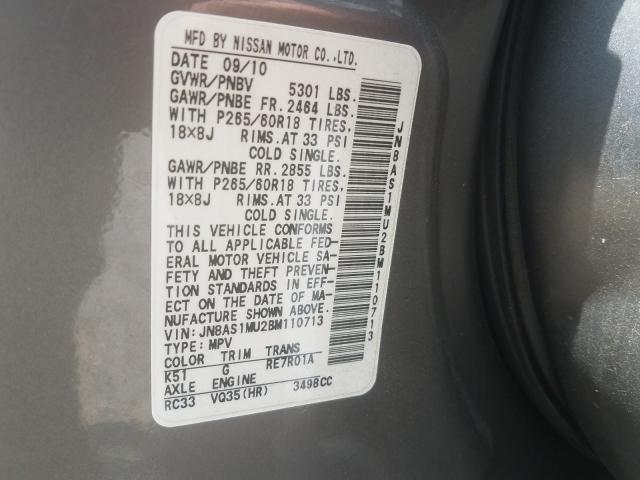 MFD BY NISSAN MOTOR CO.,LTD.
DATE 09/10
GVWR/PNBV 5301 LBS.
GAWR/PNBE FR. 2464 LBS.
WITH P265/60R18 TIRES.
18X8J RIMS.AT 33 PSI
COLD SINGLE.
GAWR/PNBE RR. 2855 LBS.
WITH P265/60R18 TIRES.
18X8J RIMS.AT 33 PSI
COLD SINGLE.
THIS VEHICLE CONFORMS
TO ALL APPLICABLE FED-
ERAL MOTOR VEHICLE SA-
FETY AND THEFT PREVEN-
TION STANDARDS IN EFF-
ECT ON THE DATE OF MA-
NUFACTURE SHOWN ABOVE.
VIN: JN8AS1MU2BM110713
TYPE: MPV
COLOR TRIM TRANS
K51 G RE7R01A
AXLE ENGINE
RC33 VQ35(HR) 3498CC
JN8AS1MU2BM110713